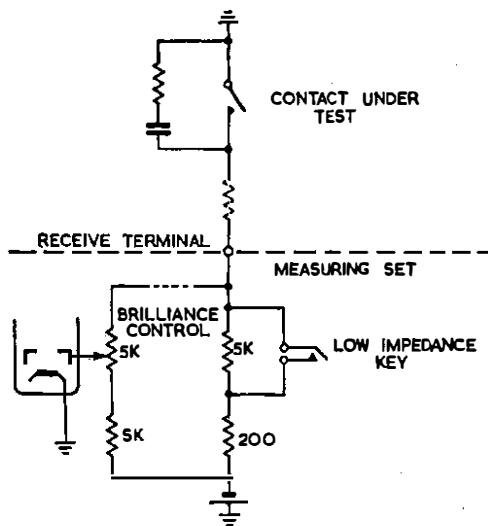 CONTACT UNDER
TEST
RECEIVE TERMINAL
MEASURING SET
BRILLIANCE
CONTROL
5K
5K
LOW IMPEDANCE
KEY
5K
200